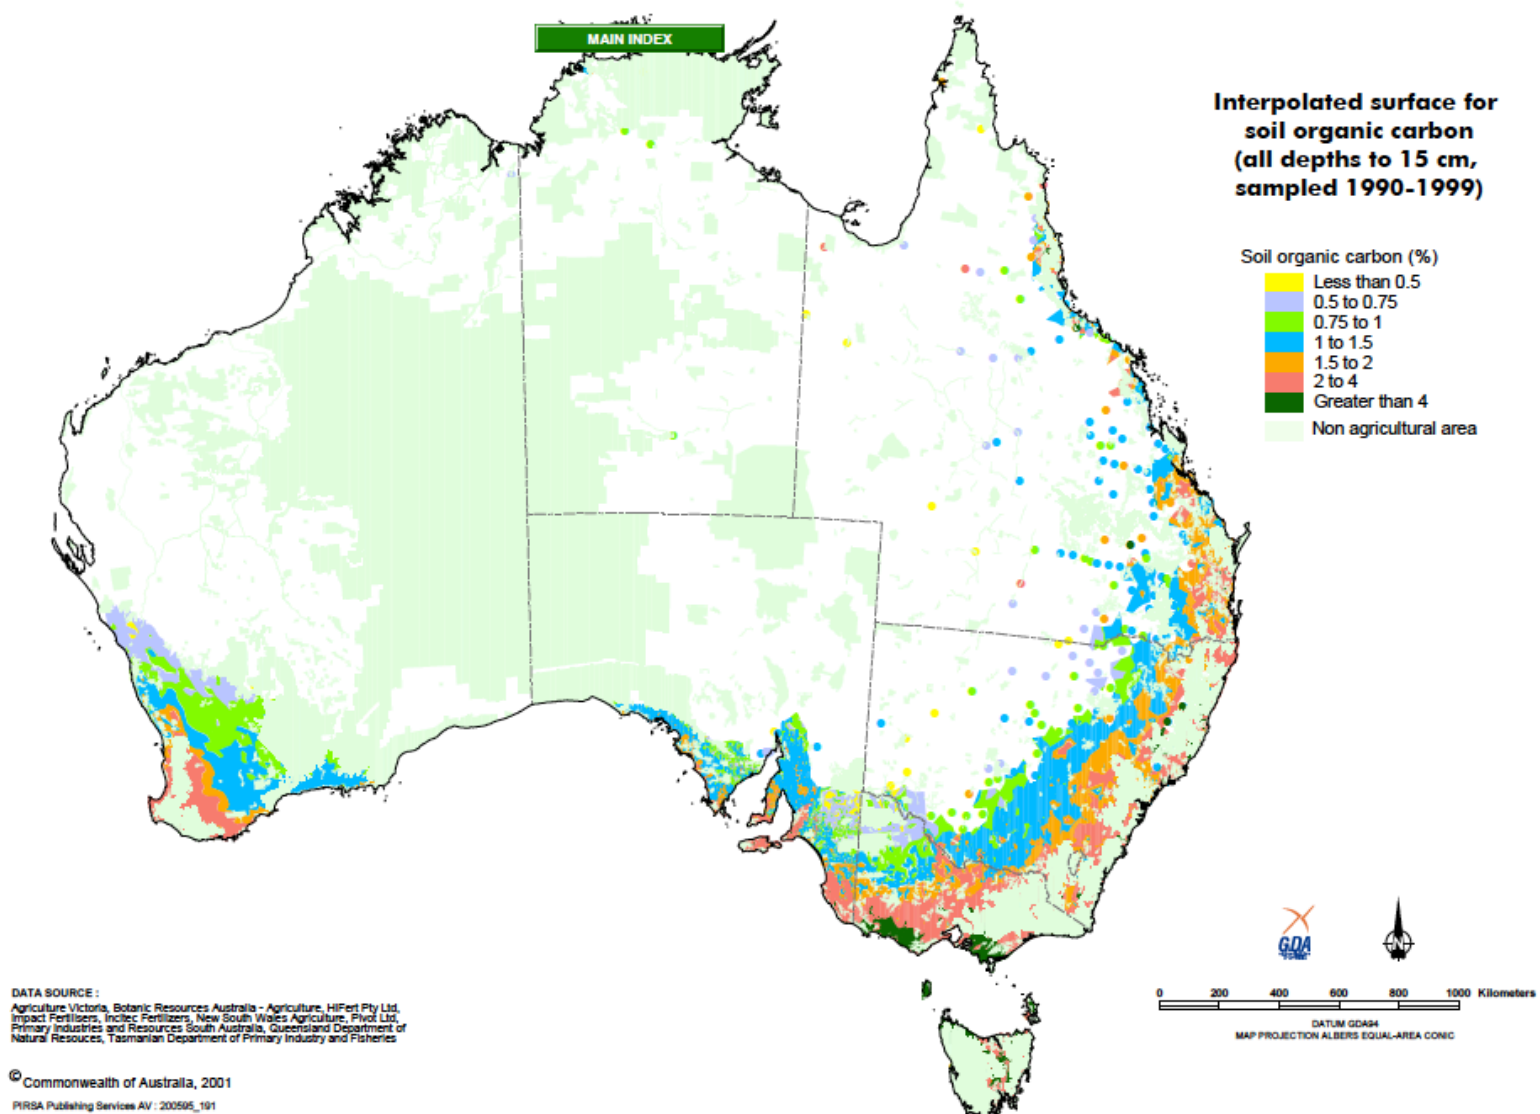 MAIN INDEX
Interpolated surface for
soil organic carbon
(all depths to 15 cm,
sampled 1990-1999)
Soil organic carbon (%)
Less than 0.5
0.5 to 0.75
0.75 to 1
1 to 1.5
1.5 to 2
2 to 4
Greater than 4
Non agricultural area
GDA
N
0 200 400 600 800 1000 Kilometers
DATUM GDA94
MAP PROJECTION ALBERS EQUAL-AREA CONIC
DATA SOURCE :
Agriculture Victoria, Botanic Resources Australia - Agriculture, HiFert Pty Ltd,
Impact Fertilisers, Incitec Fertilizers, New South Wales Agriculture, Pivot Ltd,
Primary Industries and Resources South Australia, Queensland Department of
Natural Resouces, Tasmanian Department of Primary Industry and Fisheries
© Commonwealth of Australia, 2001
PIRSA Publishing Services AV : 200595_191